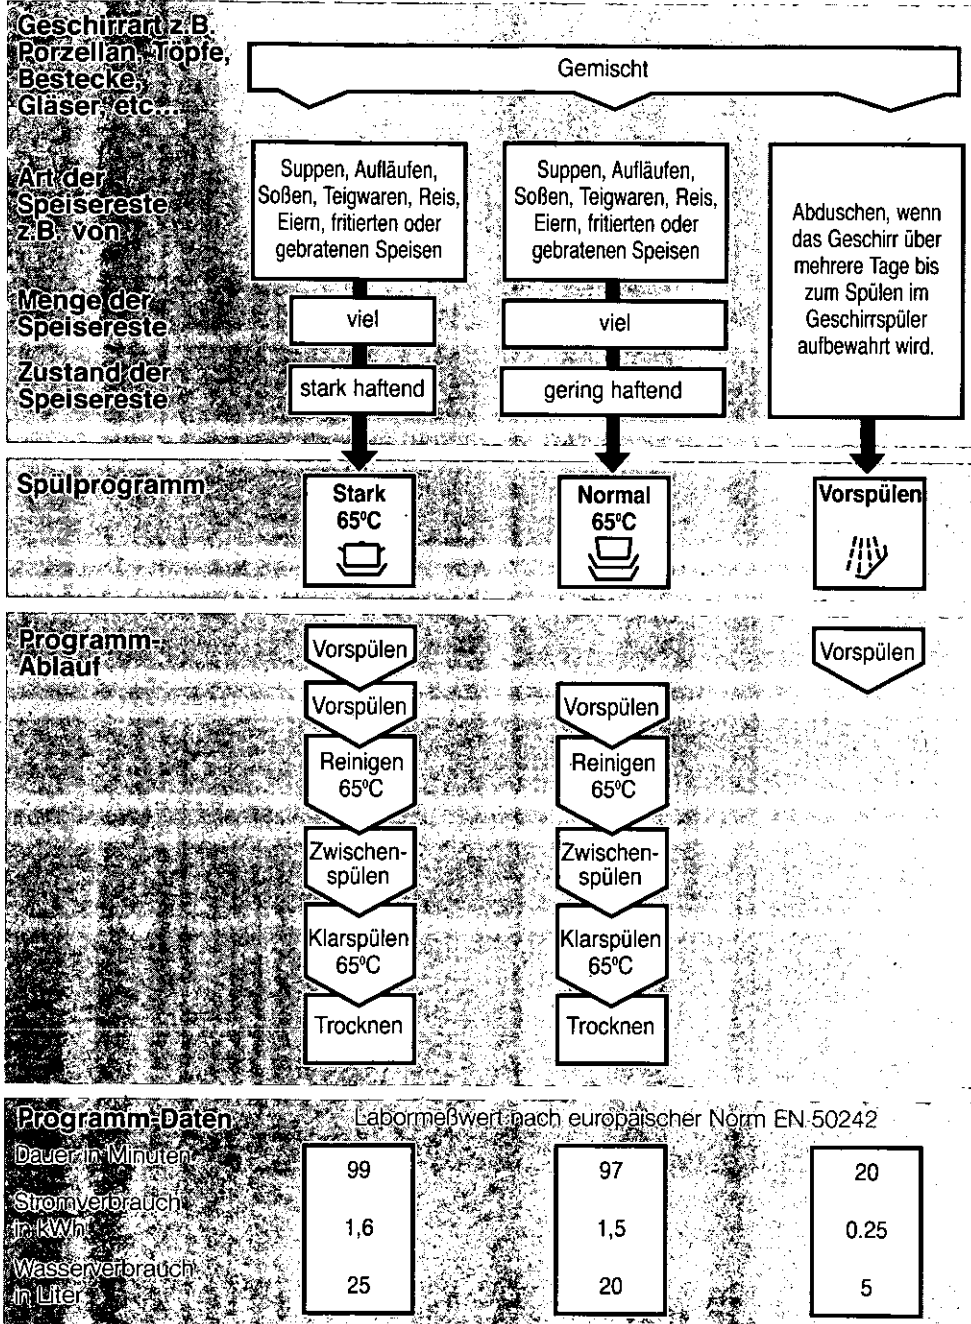 Geschirrart z.B.
Porzellan, Töpfe,
Bestecke,
Gläser, etc...
Gemischt
Art der
Speisereste
z.B. von
Suppen, Aufläufen,
Soßen, Teigwaren, Reis,
Eiern, fritierten oder
gebratenen Speisen
Suppen, Aufläufen,
Soßen, Teigwaren, Reis,
Eiern, fritierten oder
gebratenen Speisen
Abduschen, wenn
das Geschirr über
mehrere Tage bis
zum Spülen im
Geschirrspüler
aufbewahrt wird.
Menge der
Speisereste
viel
viel
Zustand der
Speisereste
stark haftend
gering haftend
Spülprogramm
Stark
65°C
Normal
65°C
Vorspülen
Programm-
Ablauf
Vorspülen
Vorspülen
Reinigen
65°C
Zwischen-
spülen
Klarspülen
65°C
Trocknen
Vorspülen
Reinigen
65°C
Zwischen-
spülen
Klarspülen
65°C
Trocknen
Vorspülen
Programm-Daten
Labormeßwert nach europäischer Norm EN 50242
Dauer in Minuten
99
97
20
Stromverbrauch
in kWh
1,6
1,5
0.25
Wasserverbrauch
in Liter
25
20
5